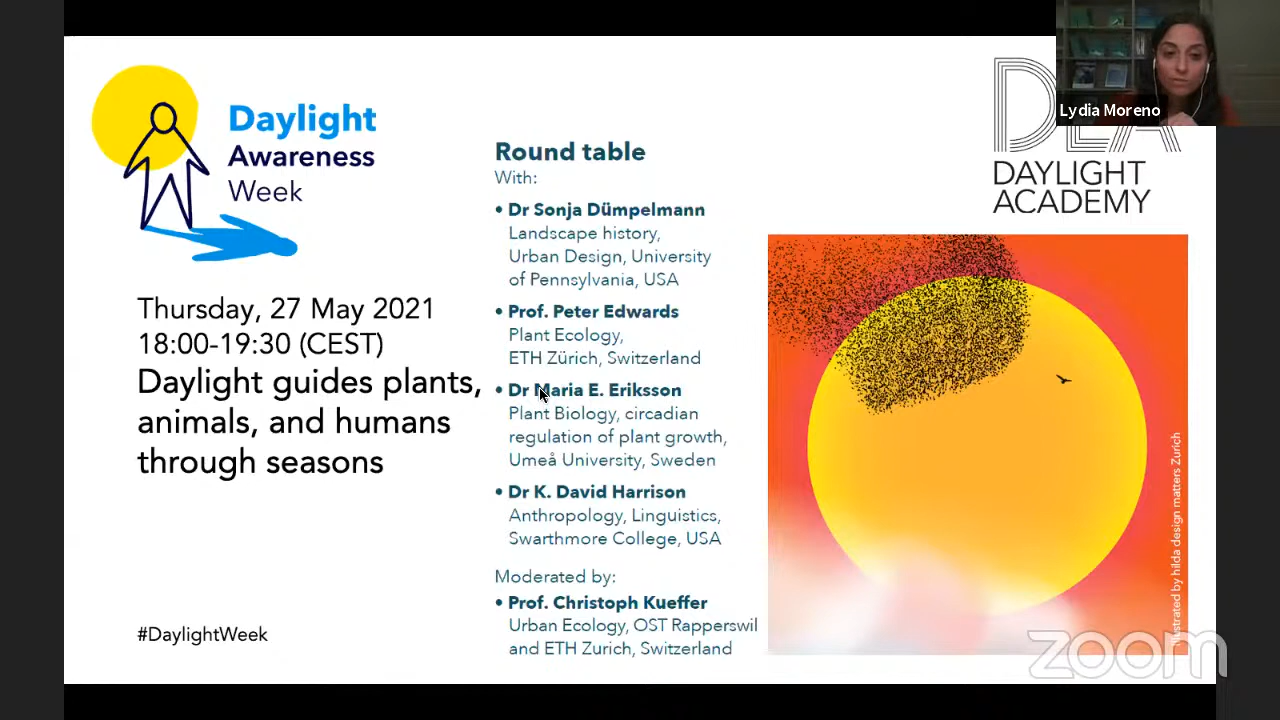 Daylight
Awareness
Week
Thursday, 27 May 2021
18:00-19:30 (CEST)
Daylight guides plants,
animals, and humans
through seasons
#DaylightWeek
Round table
With:
• Dr Sonja Dümpelmann
Landscape history,
Urban Design, University
of Pennsylvania, USA
• Prof. Peter Edwards
Plant Ecology,
ETH Zürich, Switzerland
• Dr Maria E. Eriksson
Plant Biology, circadian
regulation of plant growth,
Umeå University, Sweden
• Dr K. David Harrison
Anthropology, Linguistics,
Swarthmore College, USA
Moderated by:
• Prof. Christoph Kueffer
Urban Ecology, OST Rapperswil
and ETH Zurich, Switzerland
Lydia Moreno
DLA
DAYLIGHT
ACADEMY
Illustrated by hilda design matters Zurich
zoom